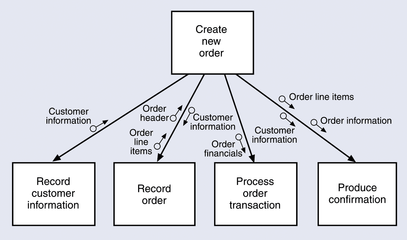 Create
new
order
Customer
information
Order
header
Order
line
items
Customer
information
Order
financials
Order line items
Customer
information
Order information
Record
customer
information
Record
order
Process
order
transaction
Produce
confirmation